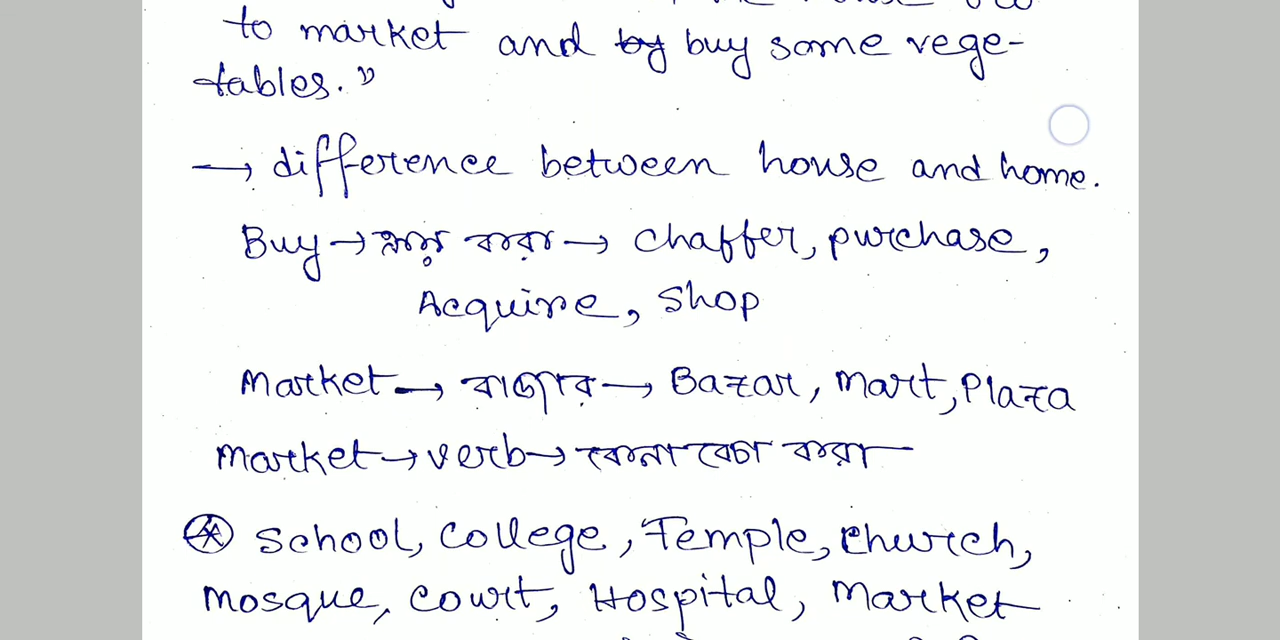 to market and by buy some vege-
tables."
→ difference between house and home.
Buy → ক্রয় করা → Chaffer, purchase,
Acquire, Shop
Market → বাজার → Bazar, Mart, Plaza
Market → verb → কেনা বেচা করা
School, College, Temple, Church,
Mosque, Court, Hospital, Market